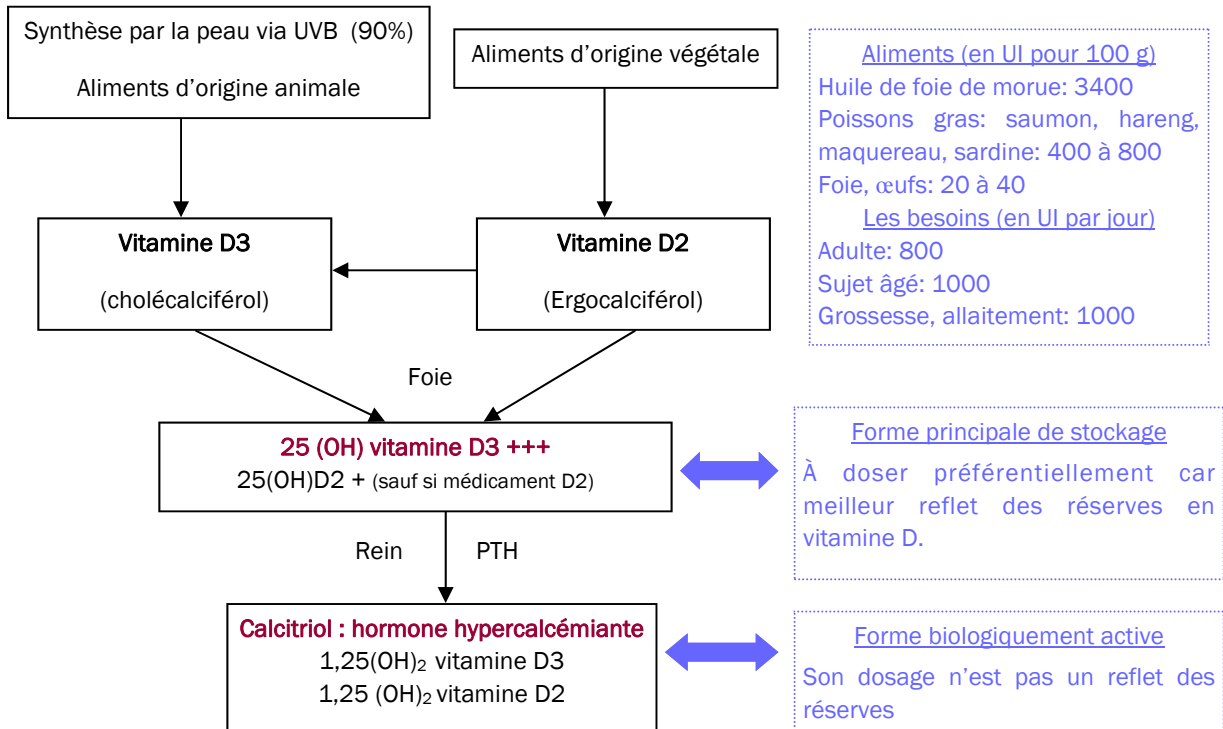 Synthèse par la peau via UVB (90%)
Aliments d'origine animale
Aliments d'origine végétale
Aliments (en UI pour 100 g)
Huile de foie de morue: 3400
Poissons gras: saumon, hareng,
maquereau, sardine: 400 à 800
Foie, œufs: 20 à 40
Les besoins (en UI par jour)
Adulte: 800
Sujet âgé: 1000
Grossesse, allaitement: 1000
Vitamine D3
(cholécalciférol)
Vitamine D2
(Ergocalciférol)
Foie
25 (OH) vitamine D3 +++
25(OH)D2 + (sauf si médicament D2)
Forme principale de stockage
À doser préférentiellement car
meilleur reflet des réserves en
vitamine D.
Rein PTH
Calcitriol : hormone hypercalcémiante
1,25(OH)₂ vitamine D3
1,25 (OH)₂ vitamine D2
Forme biologiquement active
Son dosage n'est pas un reflet des
réserves